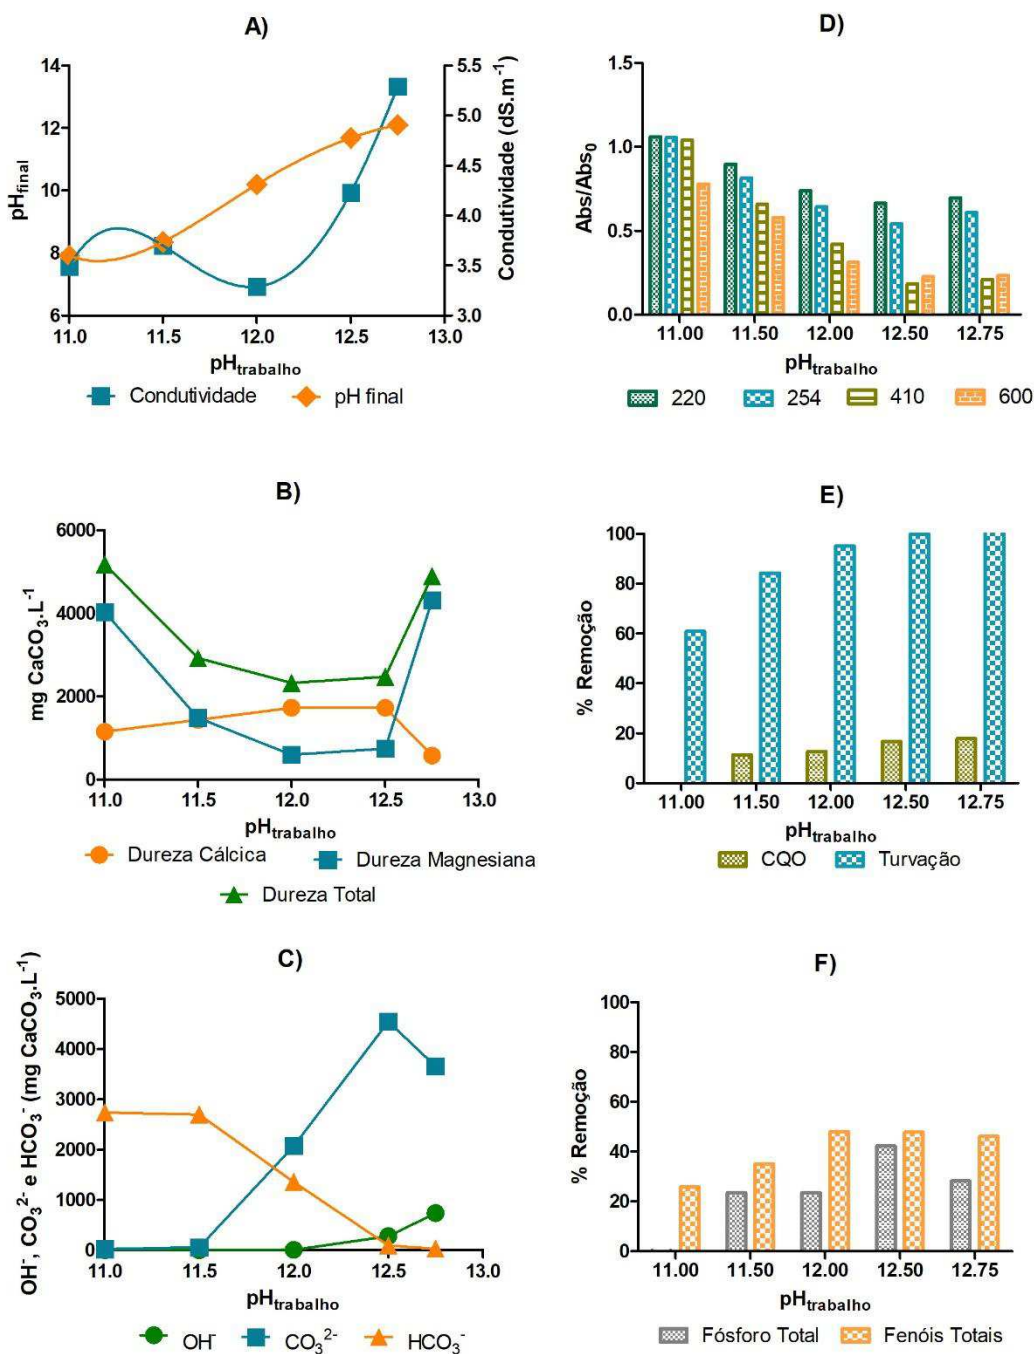 A)
14
12
10
8
6
pH_final
5.5
5.0
4.5
4.0
3.5
3.0
Condutividade (dS.m⁻¹)
11.0 11.5 12.0 12.5 13.0
pH_trabalho
Condutividade pH final
D)
1.5
1.0
0.5
0.0
Abs/Abs₀
11.00 11.50 12.00 12.50 12.75
pH_trabalho
220 254 410 600
B)
6000
4000
2000
0
mg CaCO₃.L⁻¹
11.0 11.5 12.0 12.5 13.0
pH_trabalho
Dureza Cálcica Dureza Magnesiana
Dureza Total
E)
100
80
60
40
20
0
% Remoção
11.00 11.50 12.00 12.50 12.75
pH_trabalho
CQO Turvação
C)
5000
4000
3000
2000
1000
0
OH⁻, CO₃²⁻ e HCO₃⁻ (mg CaCO₃.L⁻¹)
11.0 11.5 12.0 12.5 13.0
pH_trabalho
OH⁻ CO₃²⁻ HCO₃⁻
F)
100
80
60
40
20
0
% Remoção
11.00 11.50 12.00 12.50 12.75
pH_trabalho
Fósforo Total Fenóis Totais